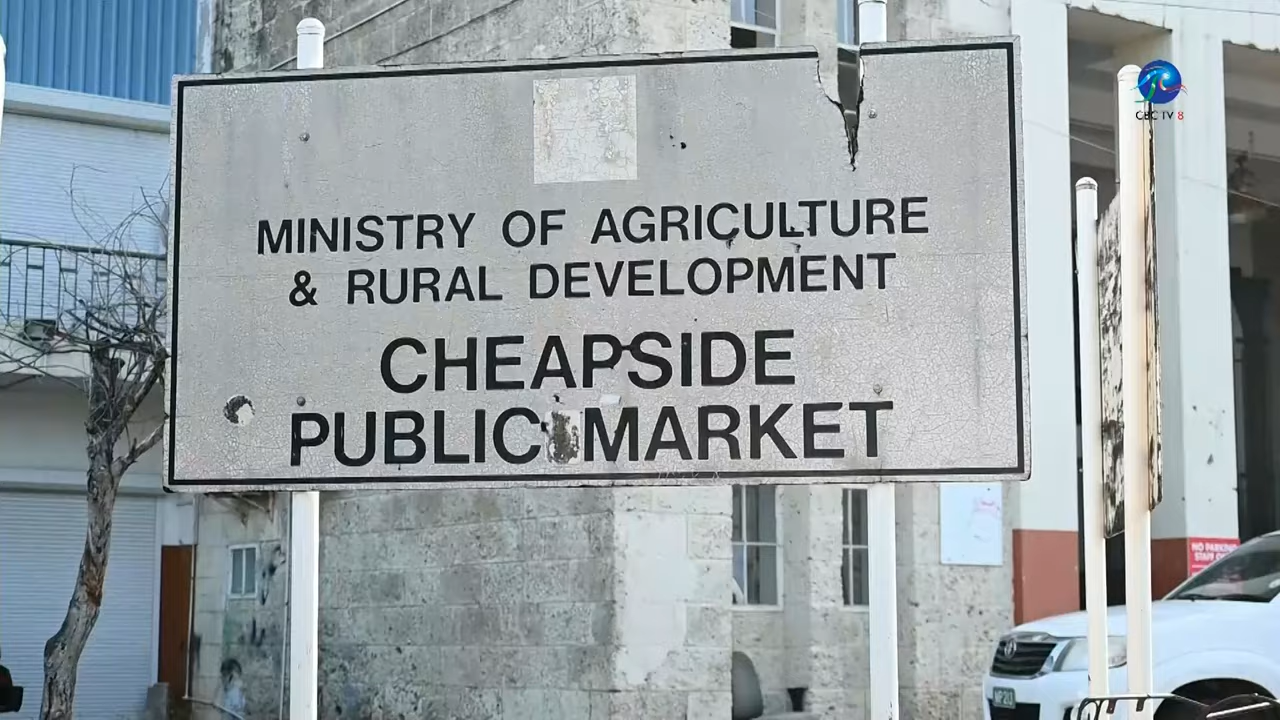 CBC TV 8
MINISTRY OF AGRICULTURE
& RURAL DEVELOPMENT
CHEAPSIDE
PUBLIC MARKET
NO PARKING